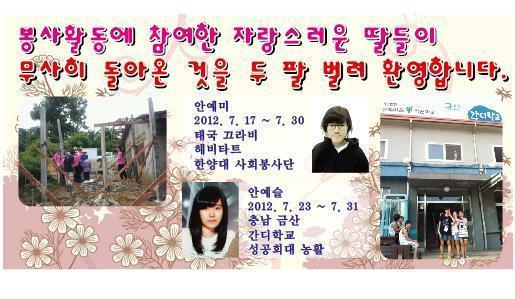 봉사활동에 참여한 자랑스러운 딸들이
무사히 돌아온 것을 두 팔 벌려 환영합니다.
안예미
2012. 7. 17 ~ 7. 30
태국 끄라비
해비타트
한양대 사회봉사단
안예슬
2012. 7. 23 ~ 7. 31
충남 금산
간디학교
성공회대 농활
금산
간디학교